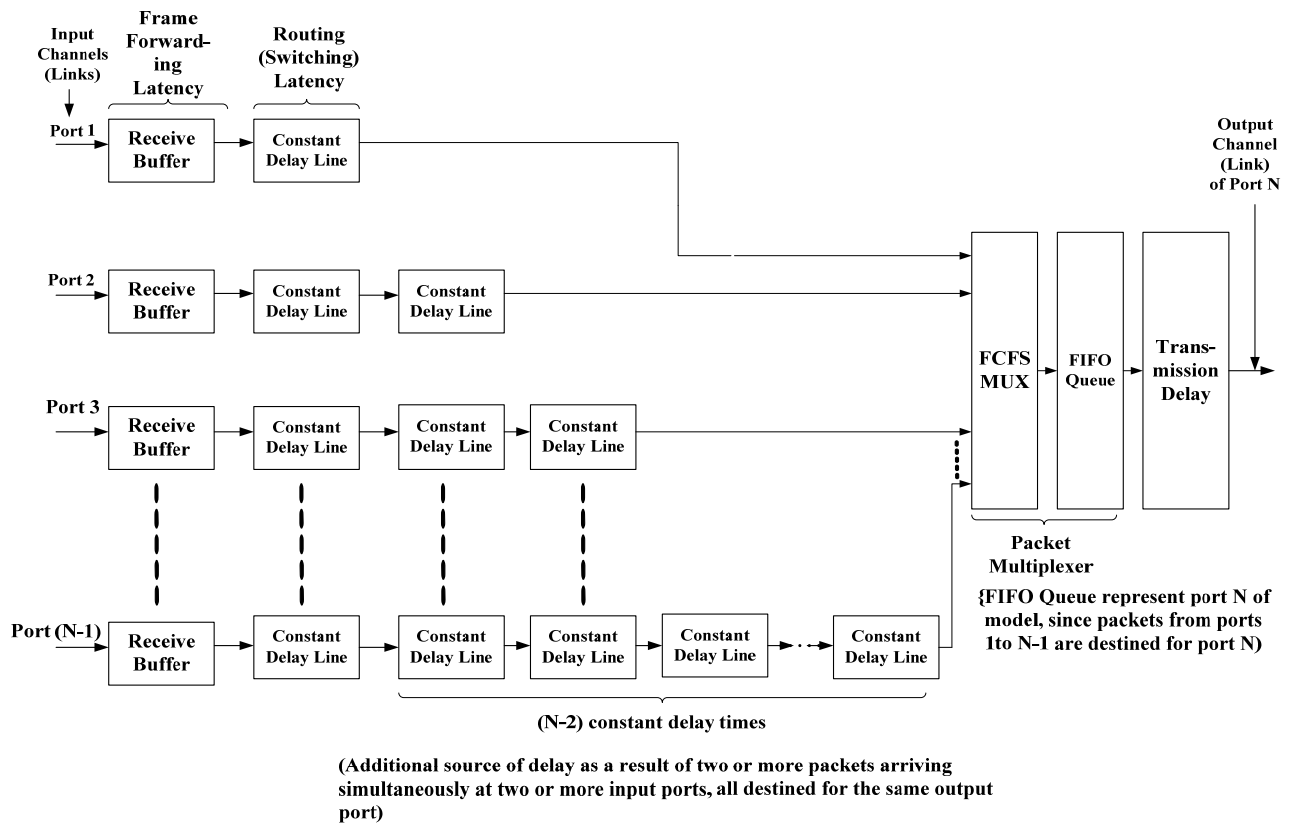 Input
Channels
(Links)
Frame
Forward-
ing
Latency
Routing
(Switching)
Latency
Port 1
Receive
Buffer
Constant
Delay Line
Output
Channel
(Link)
of Port N
Port 2
Receive
Buffer
Constant
Delay Line
Constant
Delay Line
Port 3
Receive
Buffer
Constant
Delay Line
Constant
Delay Line
Constant
Delay Line
FCFS
MUX
FIFO
Queue
Trans-
mission
Delay
Packet
Multiplexer
{FIFO Queue represent port N of
model, since packets from ports
1to N-1 are destined for port N)
Port (N-1)
Receive
Buffer
Constant
Delay Line
Constant
Delay Line
Constant
Delay Line
Constant
Delay Line
Constant
Delay Line
(N-2) constant delay times
(Additional source of delay as a result of two or more packets arriving
simultaneously at two or more input ports, all destined for the same output
port)